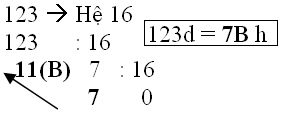 123 → Hệ 16
123 : 16
123d = 7B h
11(B) 7 : 16
7 0